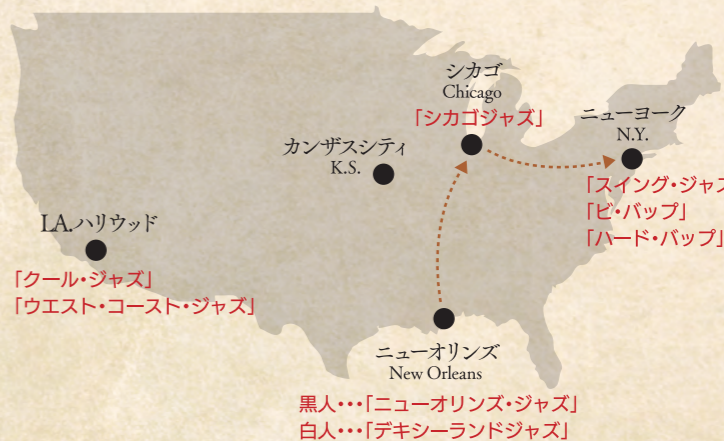 シカゴ
Chicago
「シカゴジャズ」
ニューヨーク
N.Y.
「スイング・ジャズ
「ビ・バップ」
「ハード・バップ」
カンザスシティ
K.S.
LA.ハリウッド
「クール・ジャズ」
「ウエスト・コースト・ジャズ」
ニューオリンズ
New Orleans
黒人・・・「ニューオリンズ・ジャズ」
白人・・・「デキシーランドジャズ」